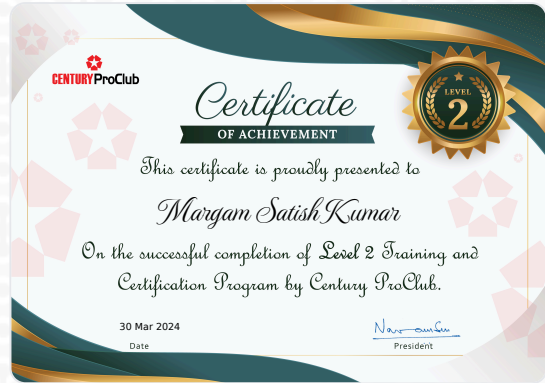 CENTURY ProClub
Certificate
OF ACHIEVEMENT
LEVEL
2
This certificate is proudly presented to
Margam Satish Kumar
On the successful completion of Level 2 Training and
Certification Program by Century ProClub.
30 Mar 2024
Date
President